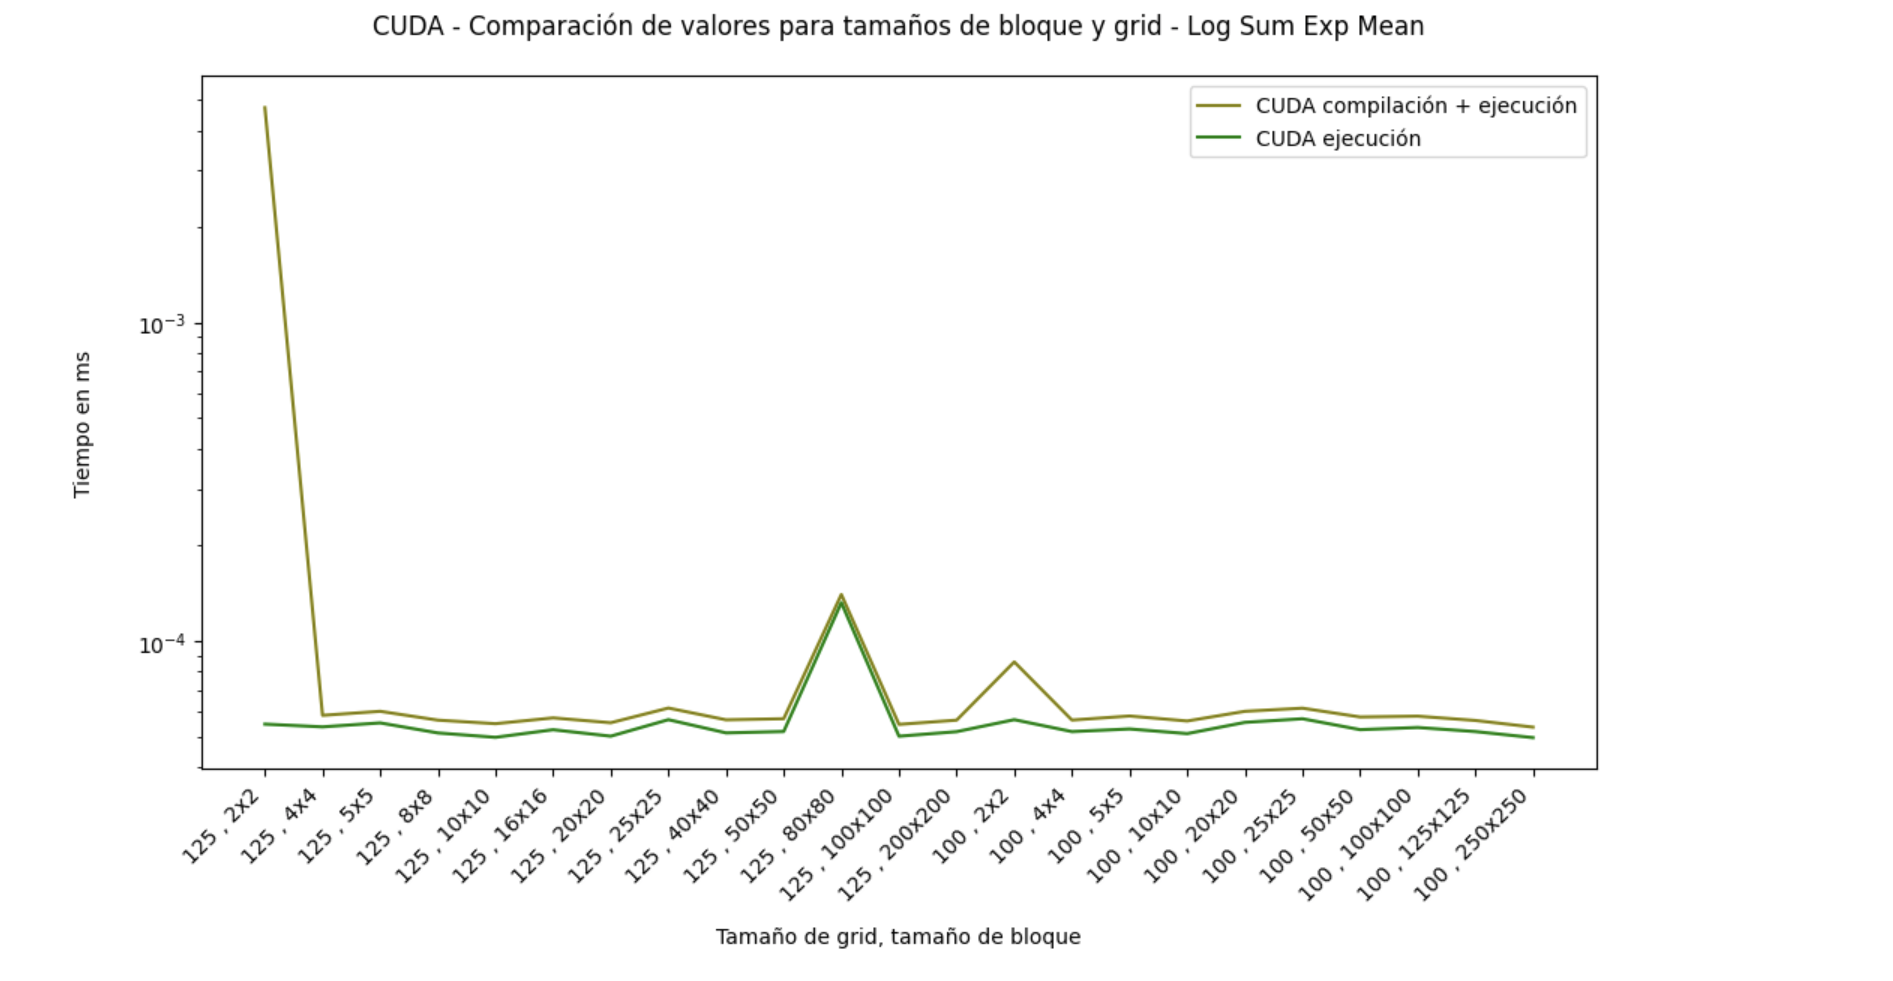 CUDA - Comparación de valores para tamaños de bloque y grid - Log Sum Exp Mean
CUDA compilación + ejecución
CUDA ejecución
Tiempo en ms
10⁻³
10⁻⁴
125 , 2x2
125 , 4x4
125 , 5x5
125 , 8x8
125 , 10x10
125 , 16x16
125 , 20x20
125 , 25x25
125 , 40x40
125 , 50x50
125 , 80x80
125 , 100x100
125 , 200x200
100 , 2x2
100 , 4x4
100 , 5x5
100 , 10x10
100 , 20x20
100 , 25x25
100 , 50x50
100 , 100x100
100 , 125x125
100 , 250x250
Tamaño de grid, tamaño de bloque